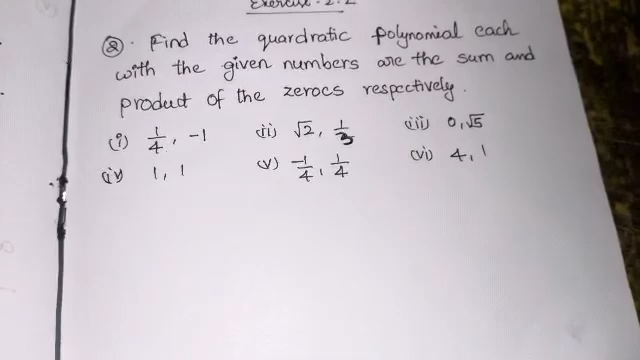 Exercise - 2.2
②. Find the quardratic polynomial each
with the given numbers are the sum and
product of the zerocs respectively.
(i) 1/4, -1 (ii) √2, 1/3 (iii) 0, √5
(iv) 1, 1 (v) -1/4, 1/4 (vi) 4, 1